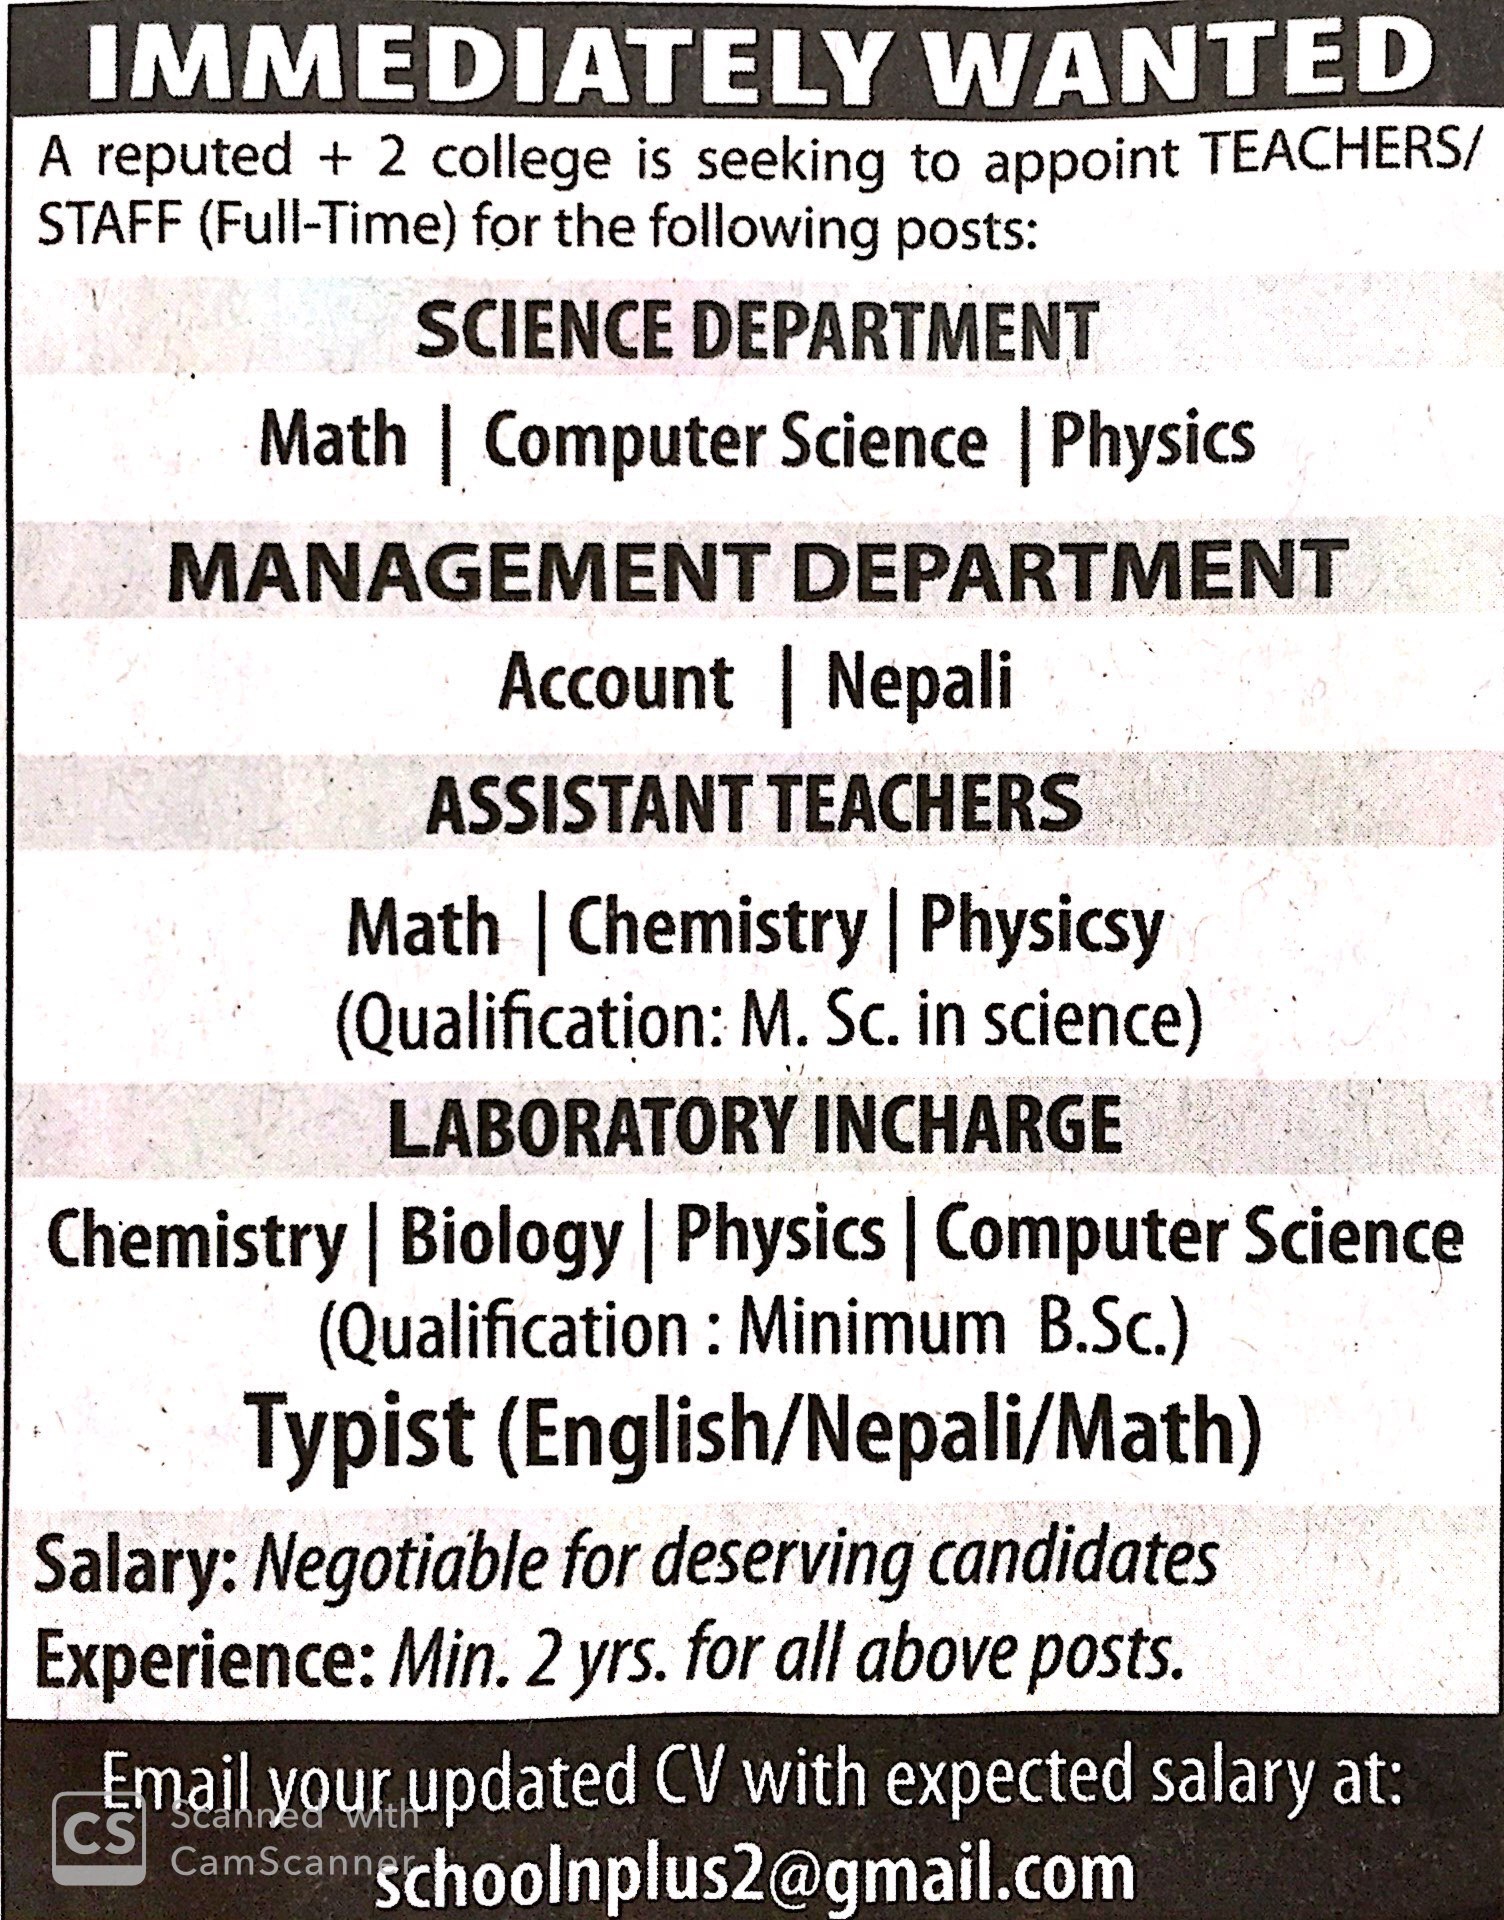 IMMEDIATELY WANTED
A reputed + 2 college is seeking to appoint TEACHERS/
STAFF (Full-Time) for the following posts:
SCIENCE DEPARTMENT
Math | Computer Science | Physics
MANAGEMENT DEPARTMENT
Account | Nepali
ASSISTANT TEACHERS
Math | Chemistry | Physicsy
(Qualification: M. Sc. in science)
LABORATORY INCHARGE
Chemistry | Biology | Physics | Computer Science
(Qualification : Minimum B.Sc.)
Typist (English/Nepali/Math)
Salary: Negotiable for deserving candidates
Experience: Min. 2 yrs. for all above posts.
Email your updated CV with expected salary at:
schoolnplus2@gmail.com
CS Scanned with
CamScanner